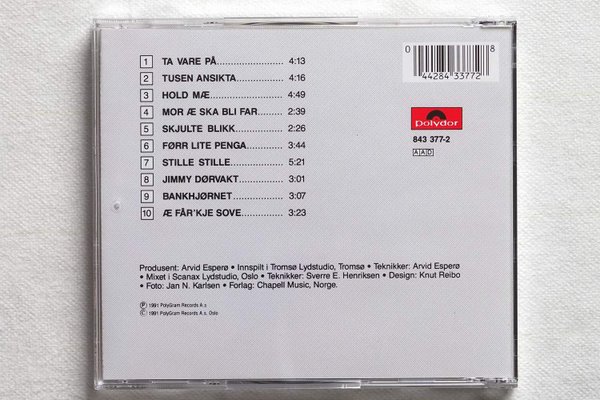 1 TA VARE PÅ........................ 4:13
2 TUSEN ANSIKTA................ 4:16
3 HOLD MÆ......................... 4:49
4 MOR Æ SKA BLI FAR......... 2:39
5 SKJULTE BLIKK................. 2:26
6 FØRR LITE PENGA............. 3:44
7 STILLE STILLE................... 5:21
8 JIMMY DØRVAKT............... 3:01
9 BANKHJØRNET................. 3:07
10 Æ FÅR'KJE SOVE.............. 3:23
0 44284 33772 8
polydor
843 377-2
AAD
Produsent: Arvid Esperø • Innspilt i Tromsø Lydstudio, Tromsø • Teknikker: Arvid Esperø
• Mixet i Scanax Lydstudio, Oslo • Teknikker: Sverre E. Henriksen • Design: Knut Reibo
• Foto: Jan N. Karlsen • Forlag: Chapell Music, Norge.
Ⓟ 1991 PolyGram Records A.s
© 1991 PolyGram Records A.s. Oslo